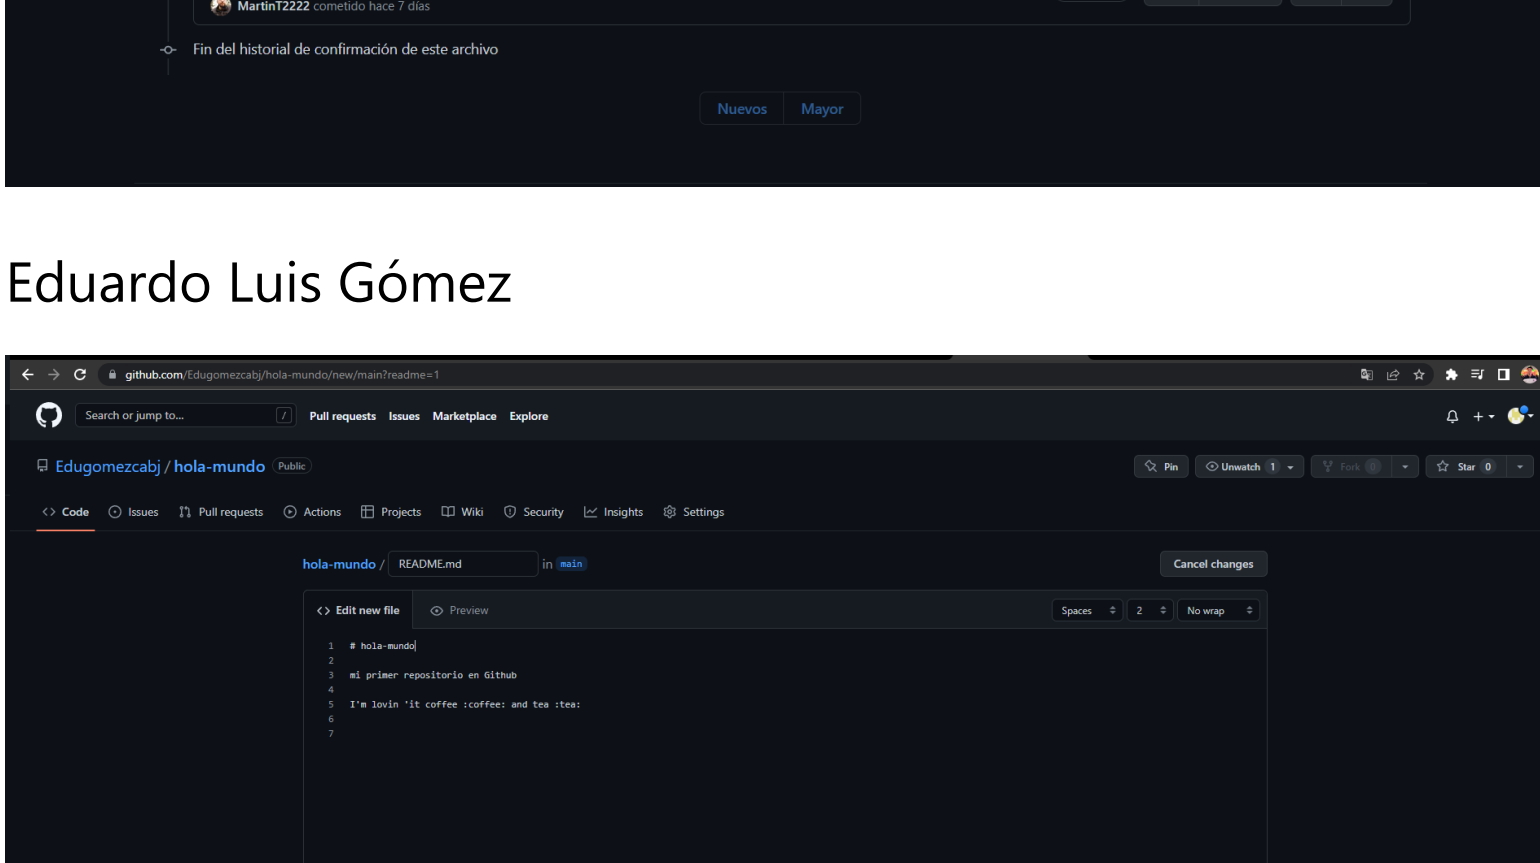 MartinT2222 cometido hace 7 días
Fin del historial de confirmación de este archivo
Nuevos Mayor
Eduardo Luis Gómez
github.com/Edugomezcabj/hola-mundo/new/main?readme=1
Search or jump to... / Pull requests Issues Marketplace Explore
Edugomezcabj / hola-mundo Public Pin Unwatch 1 Fork 0 Star 0
Code Issues Pull requests Actions Projects Wiki Security Insights Settings
hola-mundo / README.md in main Cancel changes
Edit new file Preview Spaces 2 No wrap
1 # hola-mundo
2
3 mi primer repositorio en Github
4
5 I'm lovin 'it coffee :coffee: and tea :tea:
6
7